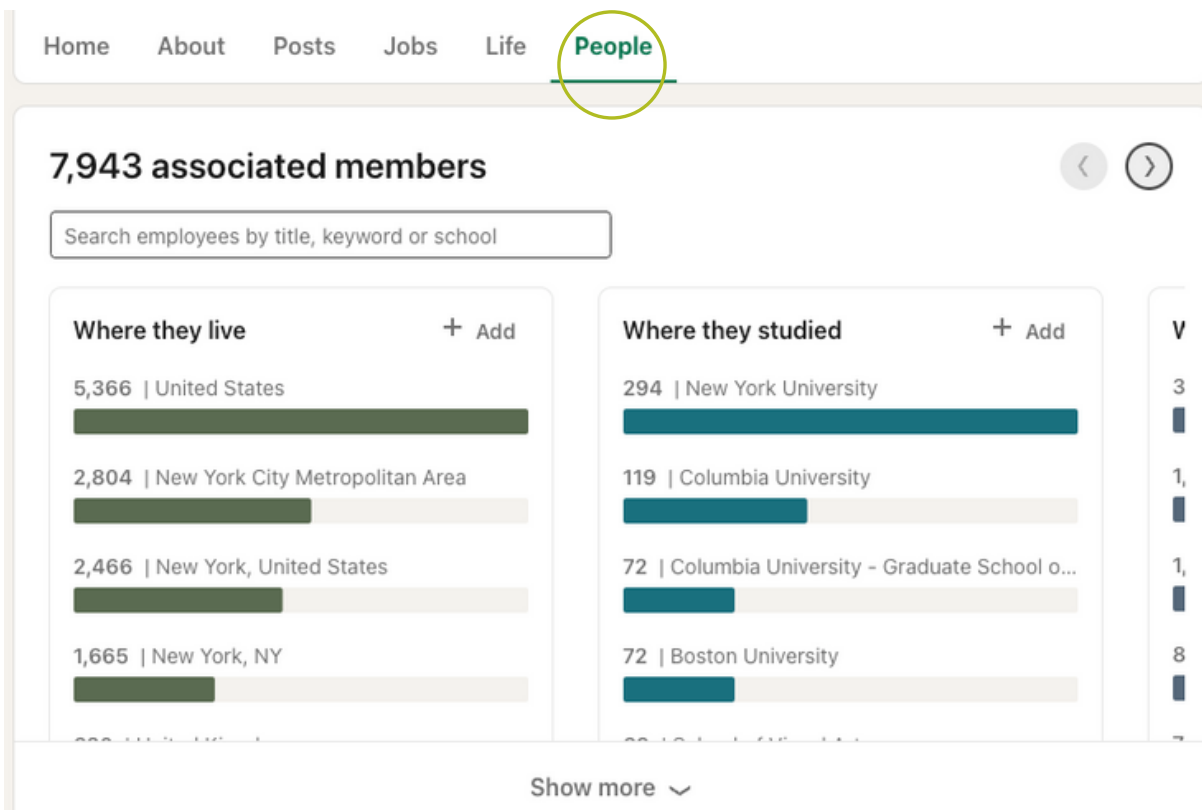 Home About Posts Jobs Life People
7,943 associated members
Search employees by title, keyword or school
Where they live + Add
5,366 | United States
2,804 | New York City Metropolitan Area
2,466 | New York, United States
1,665 | New York, NY
Where they studied + Add
294 | New York University
119 | Columbia University
72 | Columbia University - Graduate School o...
72 | Boston University
Show more